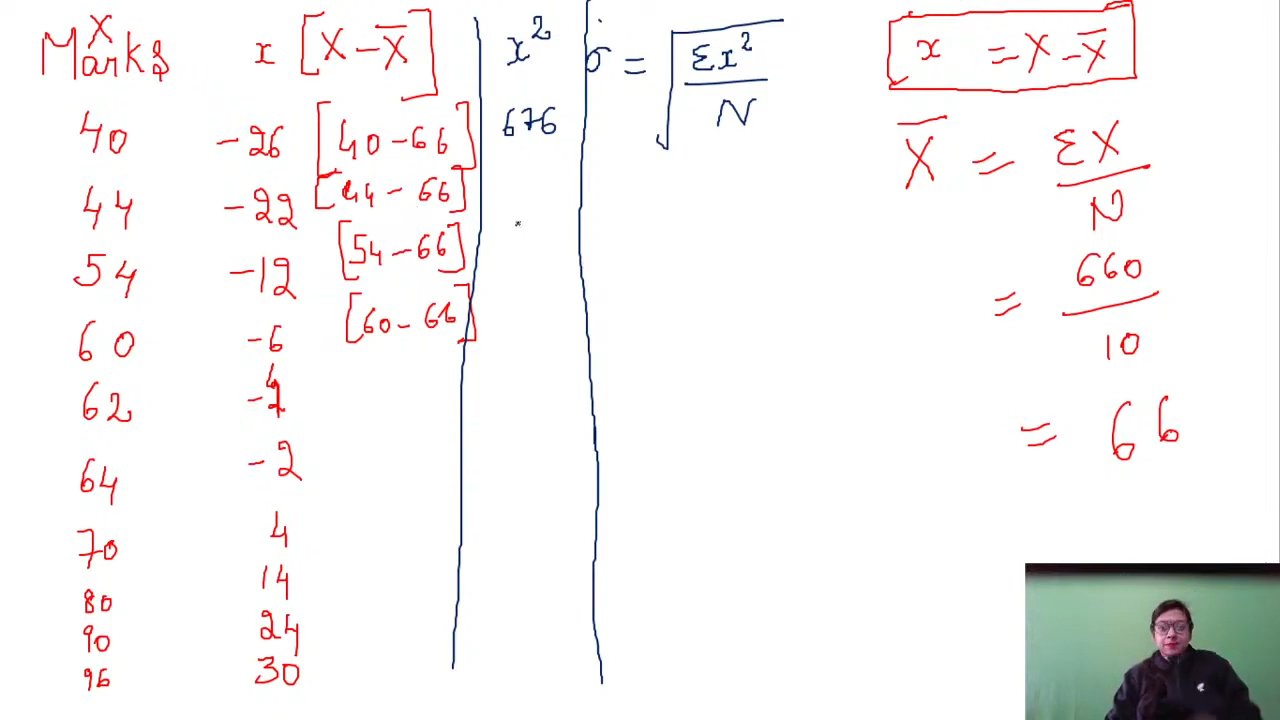 X
Marks x [X – X̄] x² σ = √Σx²/N x = X – X̄
40 –26 [40–66] 676 X̄ = ΣX/N
44 –22 [44 – 66]
54 –12 [54–66] = 660/10
60 –6 [60– 66]
62 –4 = 66
64 –2
70 4
80 14
90 24
96 30